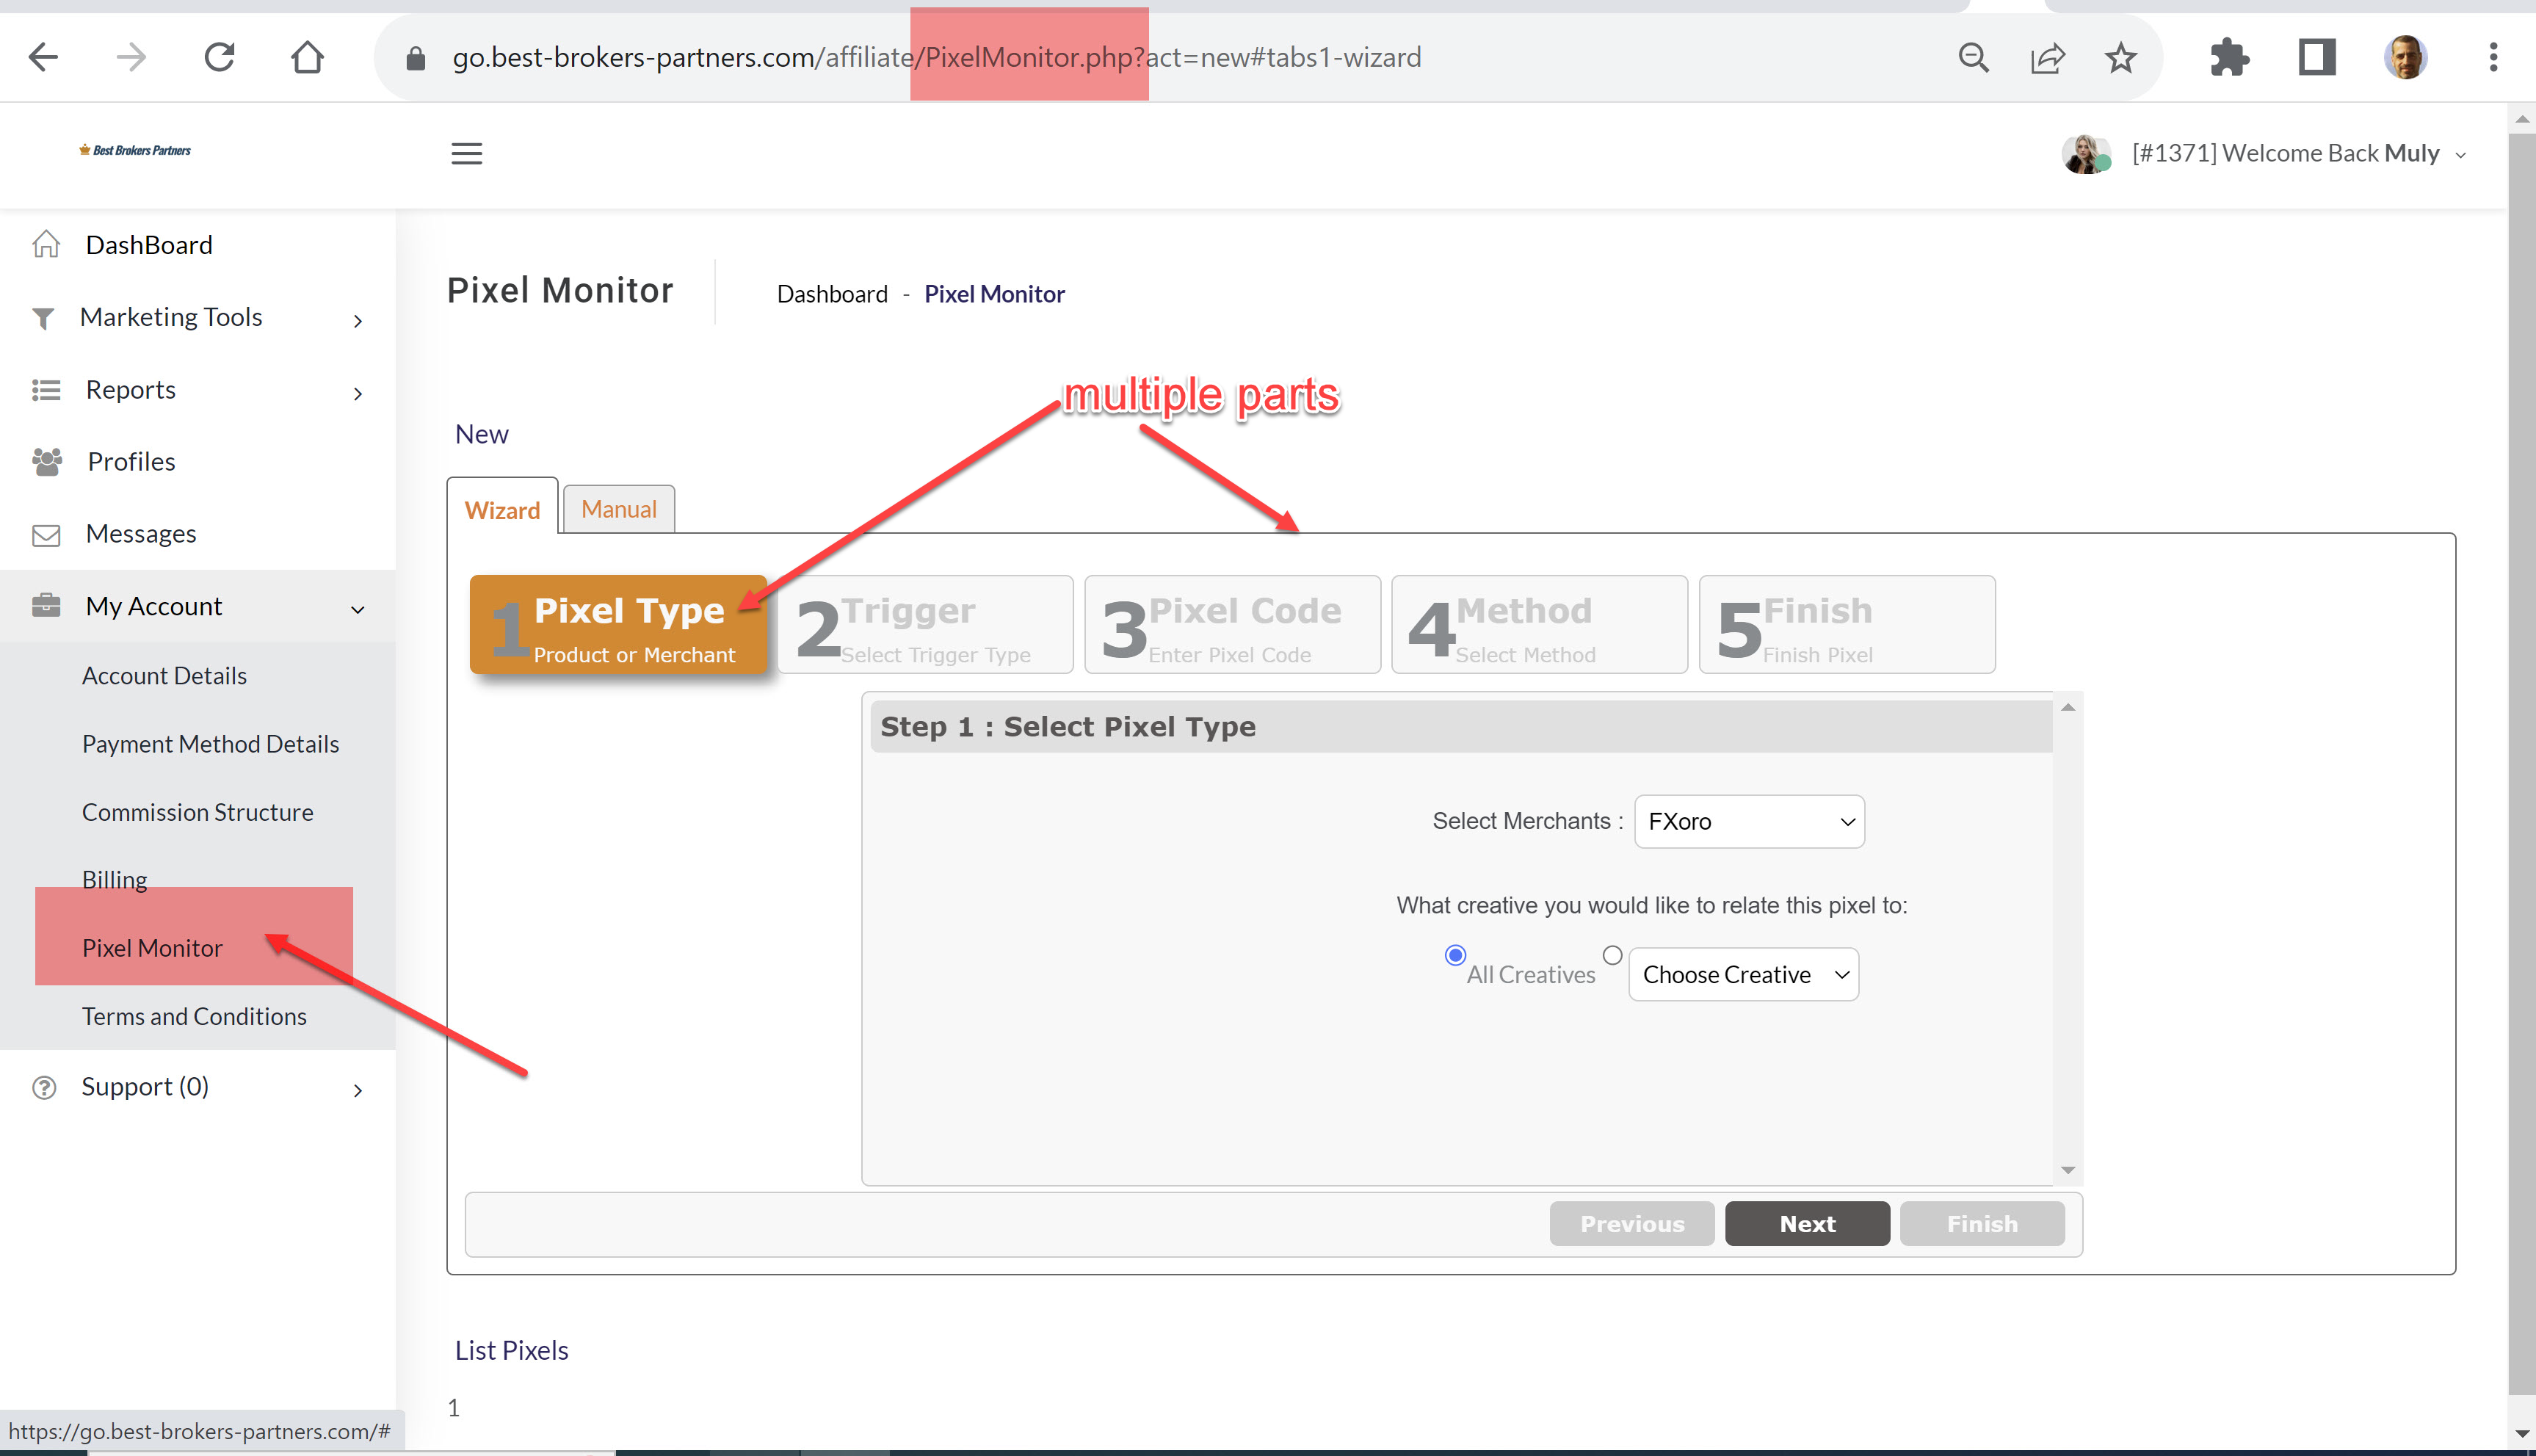 go.best-brokers-partners.com/affiliate/PixelMonitor.php?act=new#tabs1-wizard
Best Brokers Partners
[#1371] Welcome Back Muly
DashBoard
Marketing Tools
Reports
Profiles
Messages
My Account
Account Details
Payment Method Details
Commission Structure
Billing
Pixel Monitor
Terms and Conditions
Support (0)
Pixel Monitor
Dashboard - Pixel Monitor
multiple parts
New
Wizard
Manual
1 Pixel Type
Product or Merchant
2 Trigger
Select Trigger Type
3 Pixel Code
Enter Pixel Code
4 Method
Select Method
5 Finish
Finish Pixel
Step 1 : Select Pixel Type
Select Merchants : FXoro
What creative you would like to relate this pixel to:
All Creatives Choose Creative
Previous Next Finish
List Pixels
1
https://go.best-brokers-partners.com/#